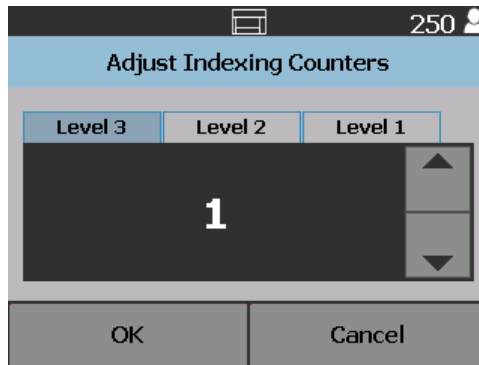 250
Adjust Indexing Counters
Level 3 Level 2 Level 1
1
OK Cancel